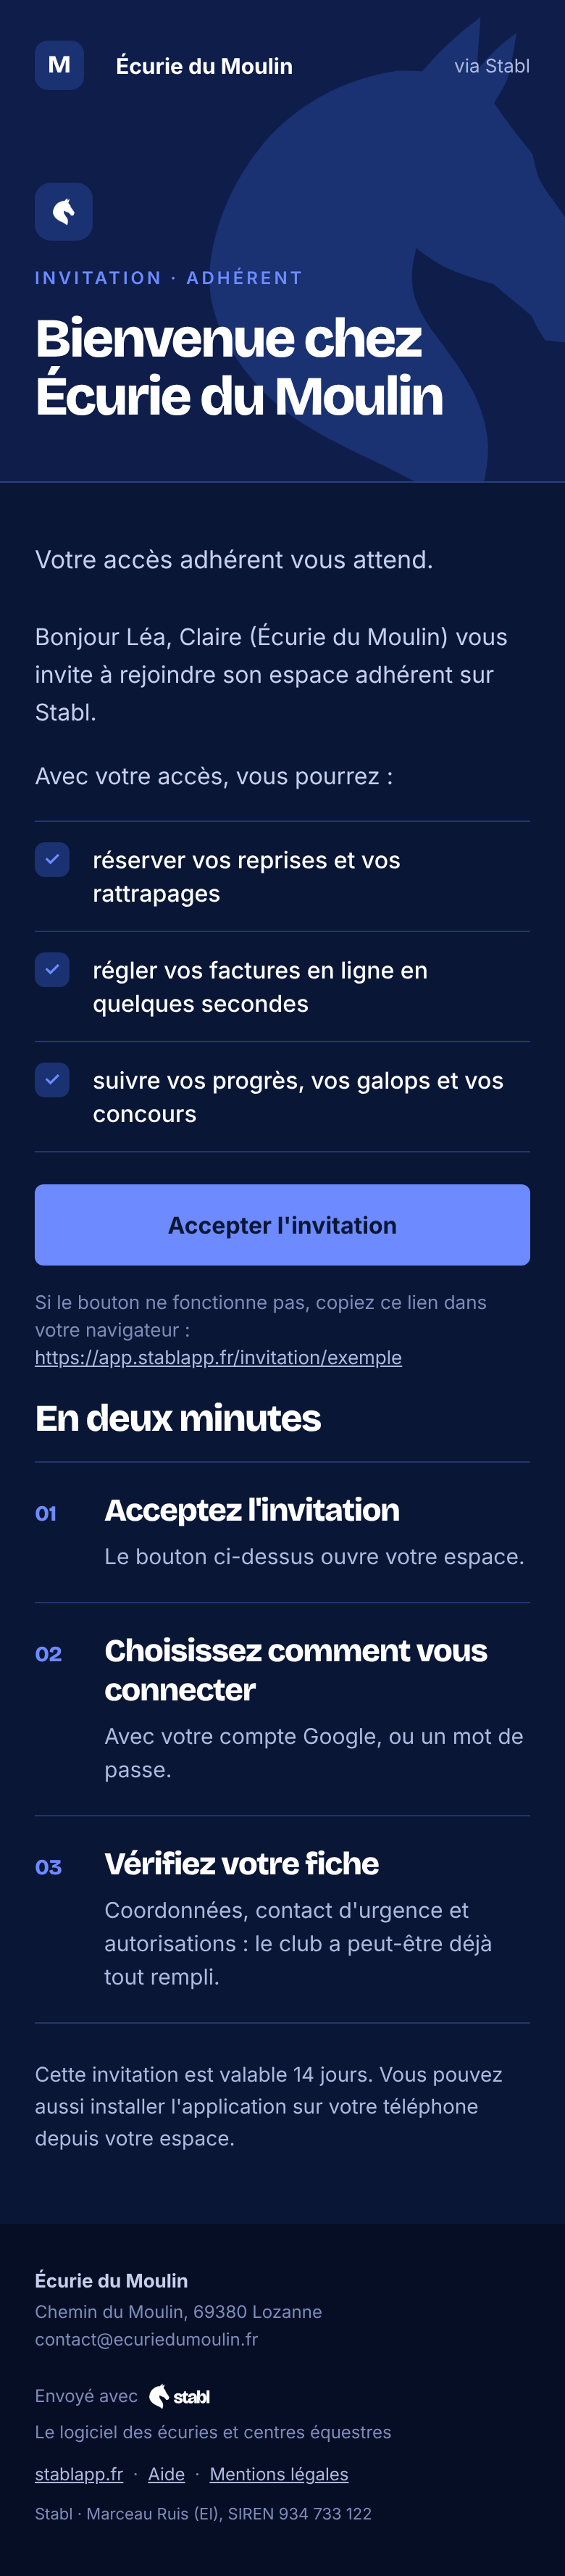 M
Écurie du Moulin
via Stabl
INVITATION · ADHÉRENT
Bienvenue chez
Écurie du Moulin
Votre accès adhérent vous attend.
Bonjour Léa, Claire (Écurie du Moulin) vous
invite à rejoindre son espace adhérent sur
Stabl.
Avec votre accès, vous pourrez :
réserver vos reprises et vos
rattrapages
régler vos factures en ligne en
quelques secondes
suivre vos progrès, vos galops et vos
concours
Accepter l'invitation
Si le bouton ne fonctionne pas, copiez ce lien dans
votre navigateur :
https://app.stablapp.fr/invitation/exemple
En deux minutes
01
Acceptez l'invitation
Le bouton ci-dessus ouvre votre espace.
02
Choisissez comment vous
connecter
Avec votre compte Google, ou un mot de
passe.
03
Vérifiez votre fiche
Coordonnées, contact d'urgence et
autorisations : le club a peut-être déjà
tout rempli.
Cette invitation est valable 14 jours. Vous pouvez
aussi installer l'application sur votre téléphone
depuis votre espace.
Écurie du Moulin
Chemin du Moulin, 69380 Lozanne
contact@ecuriedumoulin.fr
Envoyé avec stabl
Le logiciel des écuries et centres équestres
stablapp.fr · Aide · Mentions légales
Stabl · Marceau Ruis (EI), SIREN 934 733 122